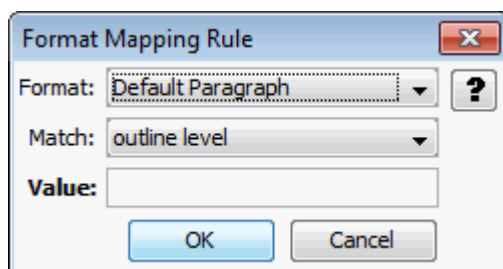 Format Mapping Rule
Format: Default Paragraph ?
Match: outline level
Value:
OK Cancel